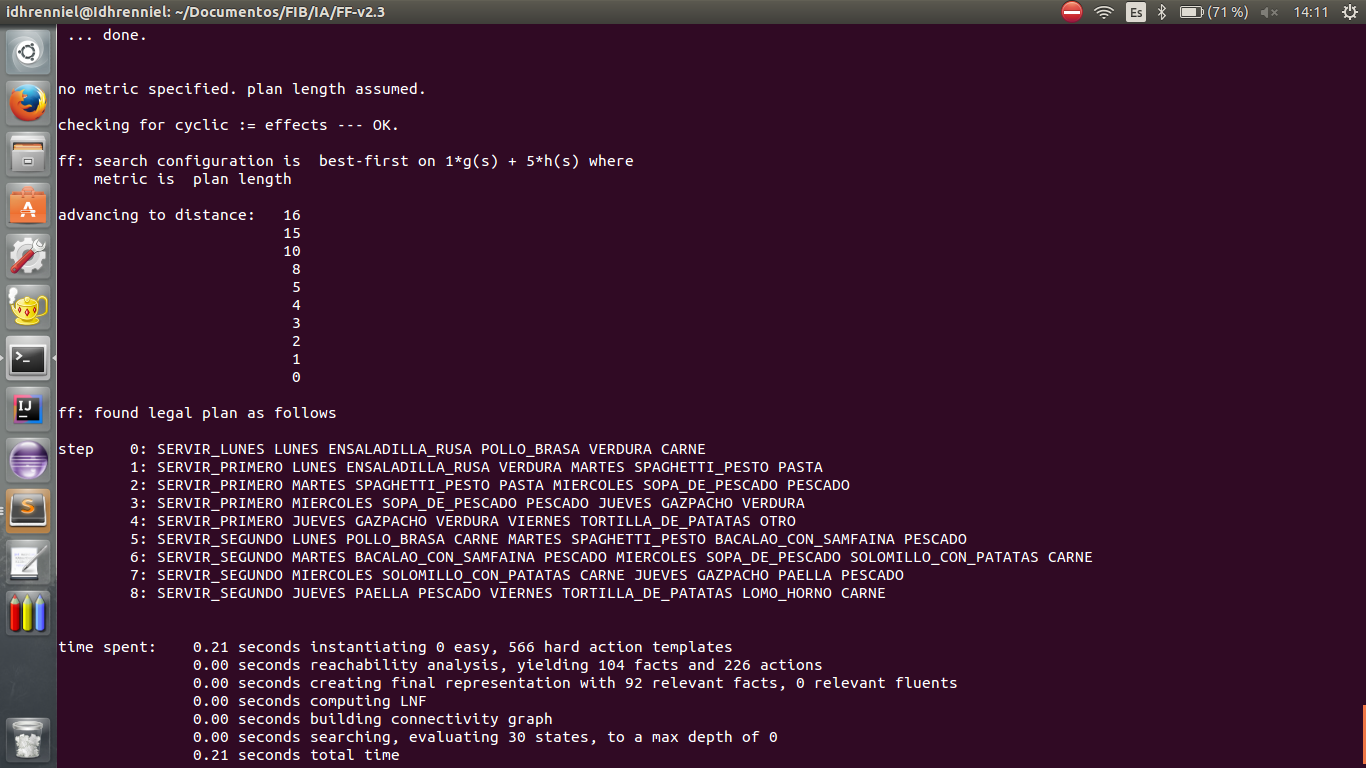 idhrenniel@Idhrenniel: ~/Documentos/FIB/IA/FF-v2.3
Es (71 %) 14:11
... done.
no metric specified. plan length assumed.
checking for cyclic := effects --- OK.
ff: search configuration is  best-first on 1*g(s) + 5*h(s) where
    metric is  plan length
advancing to distance:   16
                         15
                         10
                          8
                          5
                          4
                          3
                          2
                          1
                          0
ff: found legal plan as follows
step    0: SERVIR_LUNES LUNES ENSALADILLA_RUSA POLLO_BRASA VERDURA CARNE
        1: SERVIR_PRIMERO LUNES ENSALADILLA_RUSA VERDURA MARTES SPAGHETTI_PESTO PASTA
        2: SERVIR_PRIMERO MARTES SPAGHETTI_PESTO PASTA MIERCOLES SOPA_DE_PESCADO PESCADO
        3: SERVIR_PRIMERO MIERCOLES SOPA_DE_PESCADO PESCADO JUEVES GAZPACHO VERDURA
        4: SERVIR_PRIMERO JUEVES GAZPACHO VERDURA VIERNES TORTILLA_DE_PATATAS OTRO
        5: SERVIR_SEGUNDO LUNES POLLO_BRASA CARNE MARTES SPAGHETTI_PESTO BACALAO_CON_SAMFAINA PESCADO
        6: SERVIR_SEGUNDO MARTES BACALAO_CON_SAMFAINA PESCADO MIERCOLES SOPA_DE_PESCADO SOLOMILLO_CON_PATATAS CARNE
        7: SERVIR_SEGUNDO MIERCOLES SOLOMILLO_CON_PATATAS CARNE JUEVES GAZPACHO PAELLA PESCADO
        8: SERVIR_SEGUNDO JUEVES PAELLA PESCADO VIERNES TORTILLA_DE_PATATAS LOMO_HORNO CARNE
time spent:    0.21 seconds instantiating 0 easy, 566 hard action templates
               0.00 seconds reachability analysis, yielding 104 facts and 226 actions
               0.00 seconds creating final representation with 92 relevant facts, 0 relevant fluents
               0.00 seconds computing LNF
               0.00 seconds building connectivity graph
               0.00 seconds searching, evaluating 30 states, to a max depth of 0
               0.21 seconds total time
A
>_
IJ
S